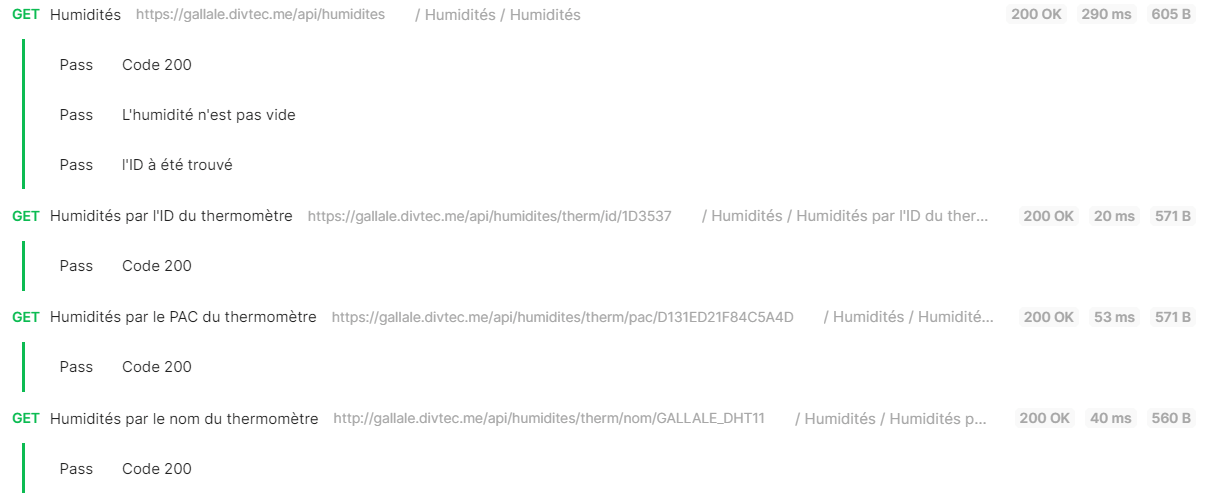 GET Humidités https://gallale.divtec.me/api/humidites / Humidités / Humidités 200 OK 290 ms 605 B
Pass Code 200
Pass L'humidité n'est pas vide
Pass l'ID à été trouvé
GET Humidités par l'ID du thermomètre https://gallale.divtec.me/api/humidites/therm/id/1D3537 / Humidités / Humidités par l'ID du ther... 200 OK 20 ms 571 B
Pass Code 200
GET Humidités par le PAC du thermomètre https://gallale.divtec.me/api/humidites/therm/pac/D131ED21F84C5A4D / Humidités / Humidité... 200 OK 53 ms 571 B
Pass Code 200
GET Humidités par le nom du thermomètre http://gallale.divtec.me/api/humidites/therm/nom/GALLALE_DHT11 / Humidités / Humidités p... 200 OK 40 ms 560 B
Pass Code 200